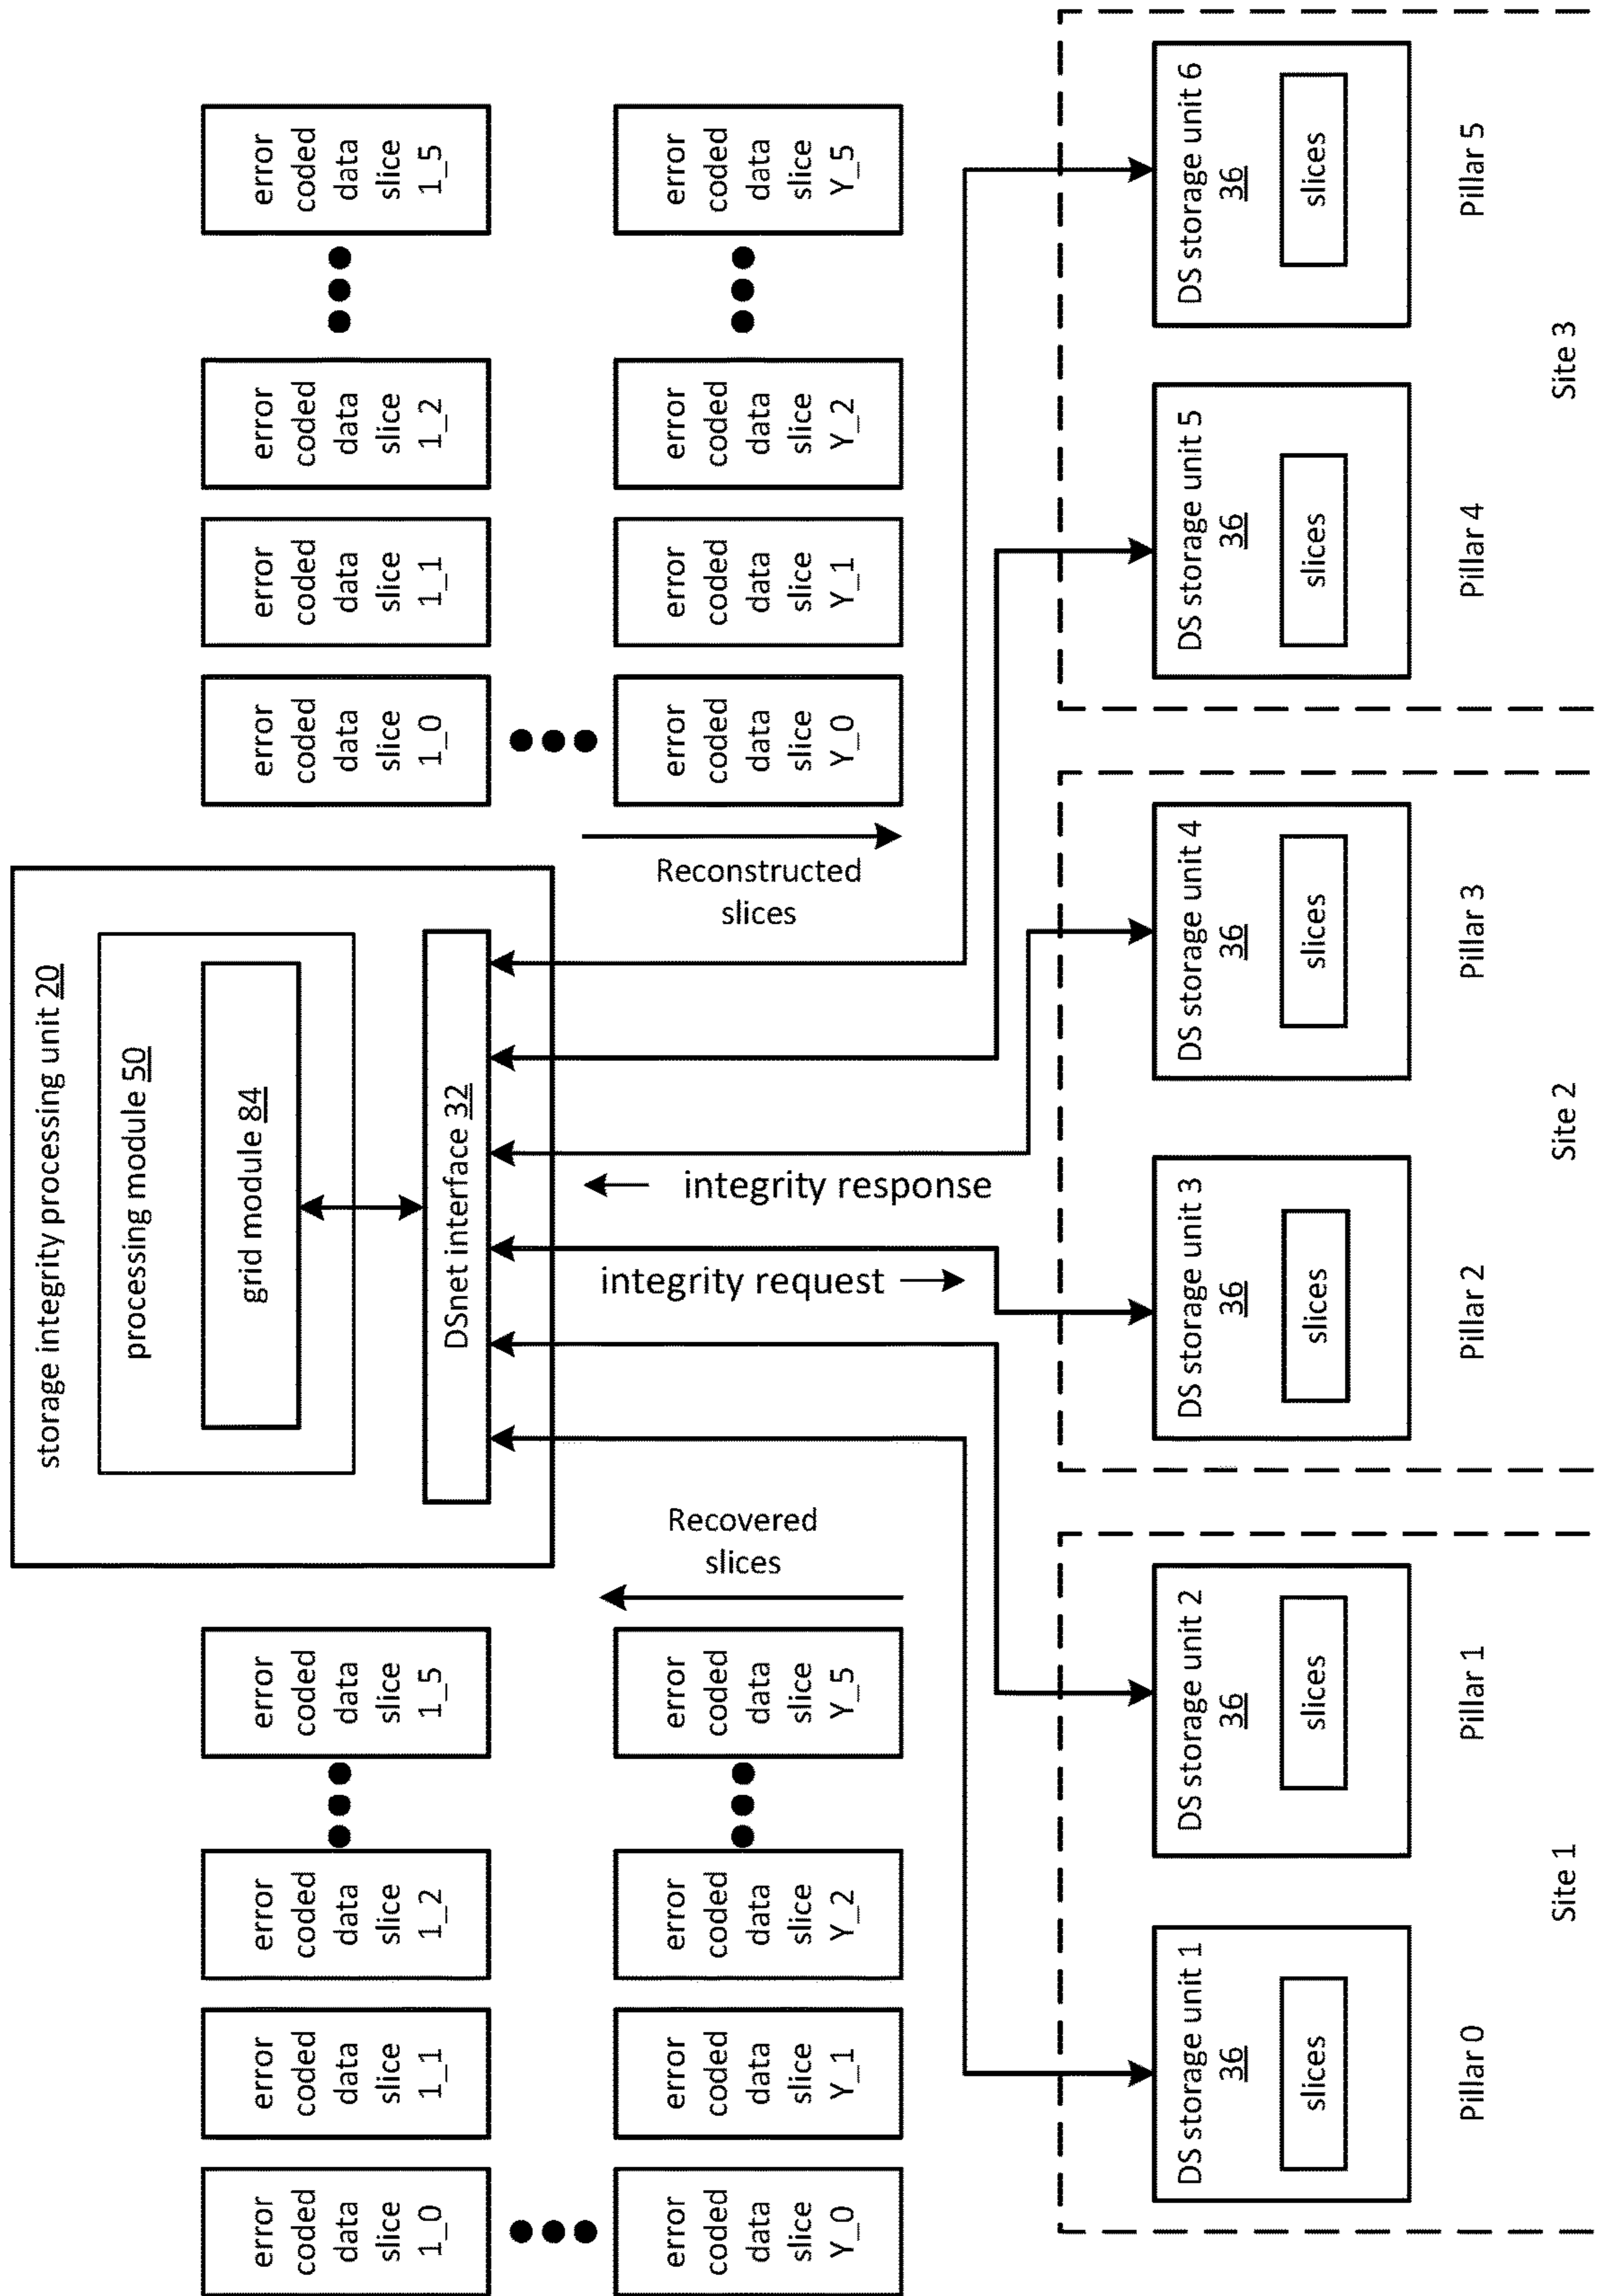 storage integrity processing unit 20
processing module 50
grid module 84
DSnet interface 32
error
coded
data
slice
1_0
error
coded
data
slice
1_1
error
coded
data
slice
1_2
error
coded
data
slice
1_5
error
coded
data
slice
Y_0
error
coded
data
slice
Y_1
error
coded
data
slice
Y_2
error
coded
data
slice
Y_5
Recovered
slices
integrity request
integrity response
Reconstructed
slices
error
coded
data
slice
1_0
error
coded
data
slice
1_1
error
coded
data
slice
1_2
error
coded
data
slice
1_5
error
coded
data
slice
Y_0
error
coded
data
slice
Y_1
error
coded
data
slice
Y_2
error
coded
data
slice
Y_5
DS storage unit 1
36
slices
Pillar 0
DS storage unit 2
36
slices
Pillar 1
Site 1
DS storage unit 3
36
slices
Pillar 2
DS storage unit 4
36
slices
Pillar 3
Site 2
DS storage unit 5
36
slices
Pillar 4
DS storage unit 6
36
slices
Pillar 5
Site 3